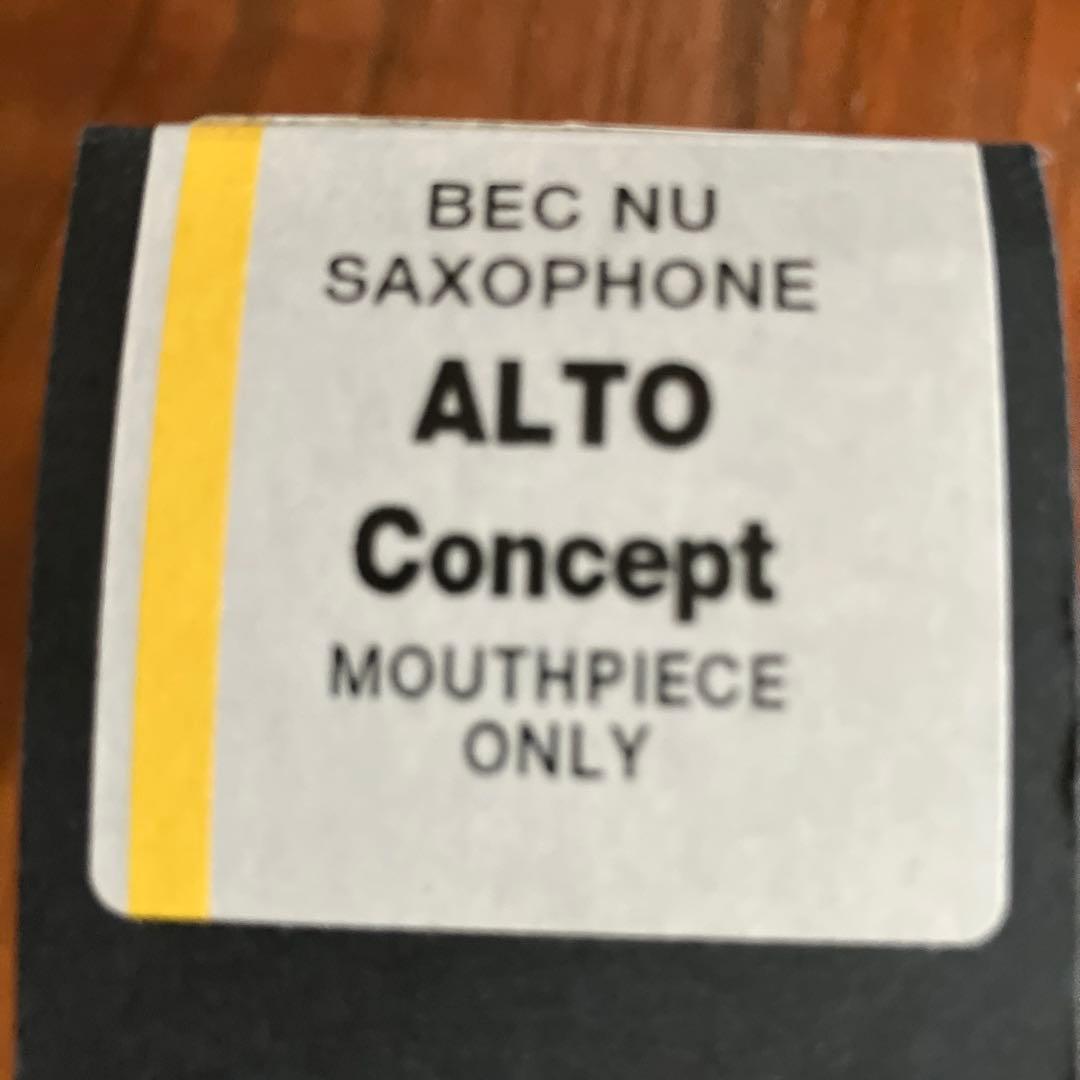 BEC NU
SAXOPHONE
ALTO
Concept
MOUTHPIECE
ONLY